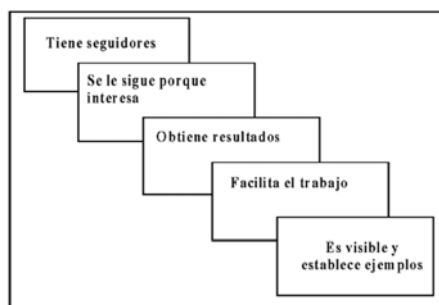 Tiene seguidores
Se le sigue porque
interesa
Obtiene resultados
Facilita el trabajo
Es visible y
establece ejemplos